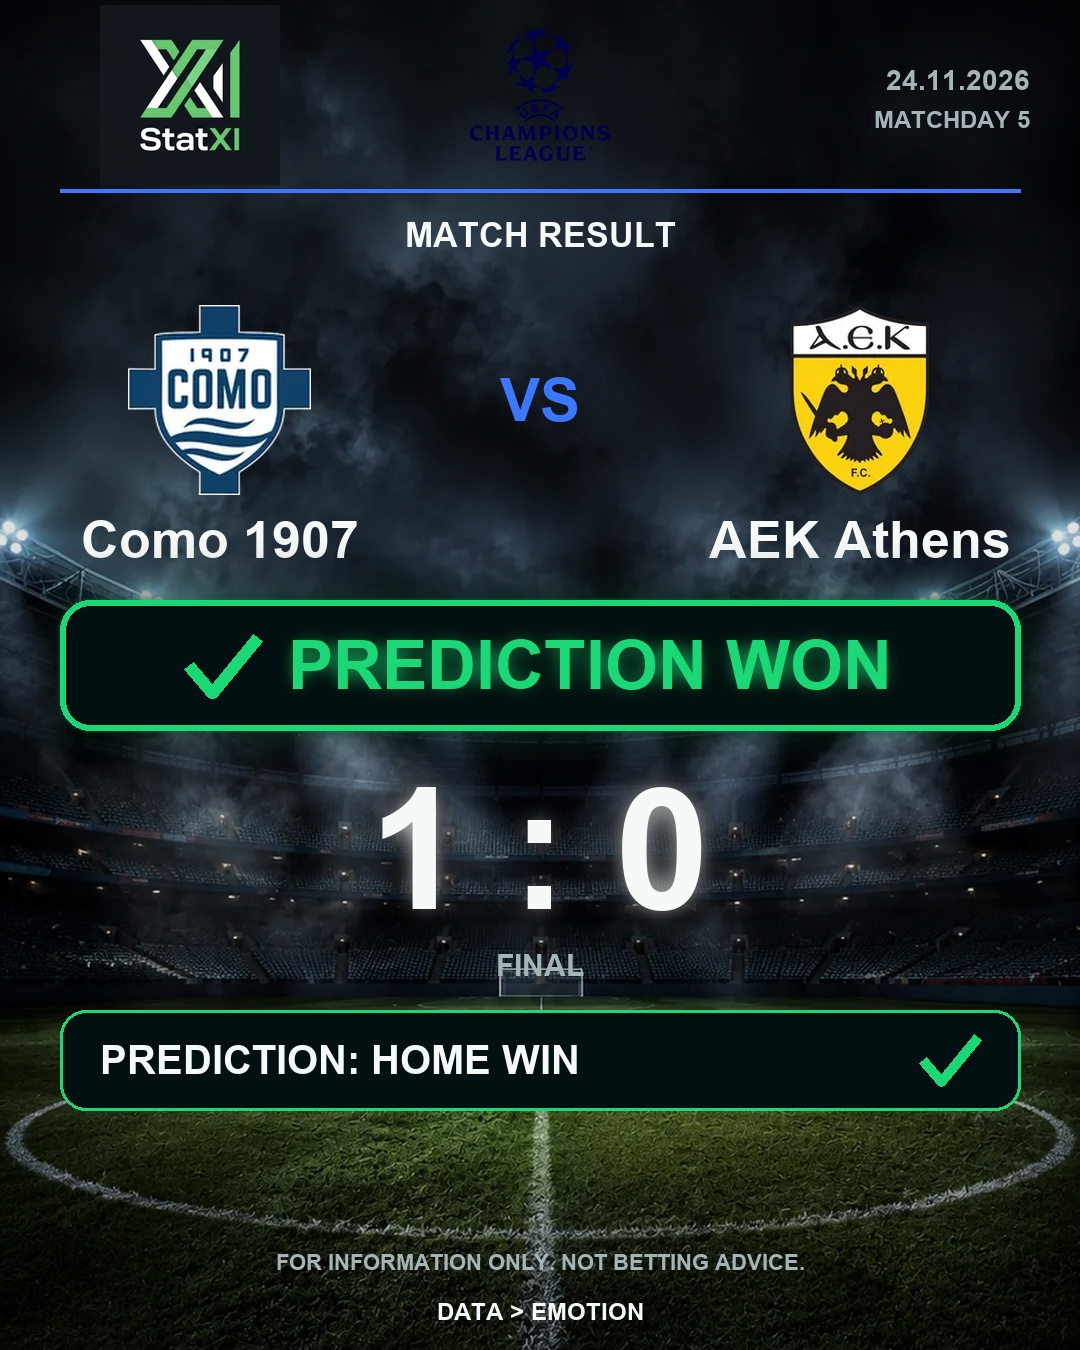 StatXI
UEFA
CHAMPIONS
LEAGUE
24.11.2026
MATCHDAY 5
MATCH RESULT
1907
COMO
VS
A.E.K
F.C.
Como 1907
AEK Athens
PREDICTION WON
1 : 0
FINAL
PREDICTION: HOME WIN
FOR INFORMATION ONLY. NOT BETTING ADVICE.
DATA > EMOTION